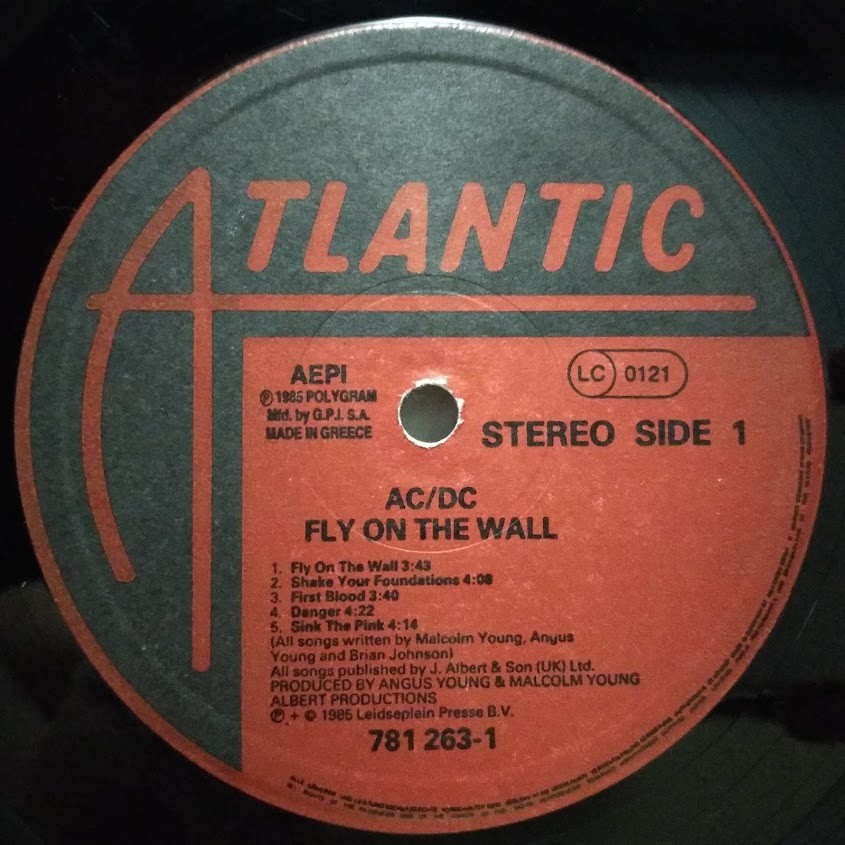 ATLANTIC
AEPI
℗ 1985 POLYGRAM
Mfd. by G.P.I. S.A.
MADE IN GREECE
LC 0121
STEREO SIDE 1
AC/DC
FLY ON THE WALL
1. Fly On The Wall 3:43
2. Shake Your Foundations 4:08
3. First Blood 3:40
4. Danger 4:22
5. Sink The Pink 4:14
(All songs written by Malcolm Young, Angus
Young and Brian Johnson)
All songs published by J. Albert & Son (UK) Ltd.
PRODUCED BY ANGUS YOUNG & MALCOLM YOUNG
ALBERT PRODUCTIONS
℗ + © 1985 Leidseplein Presse B.V.
781 263-1